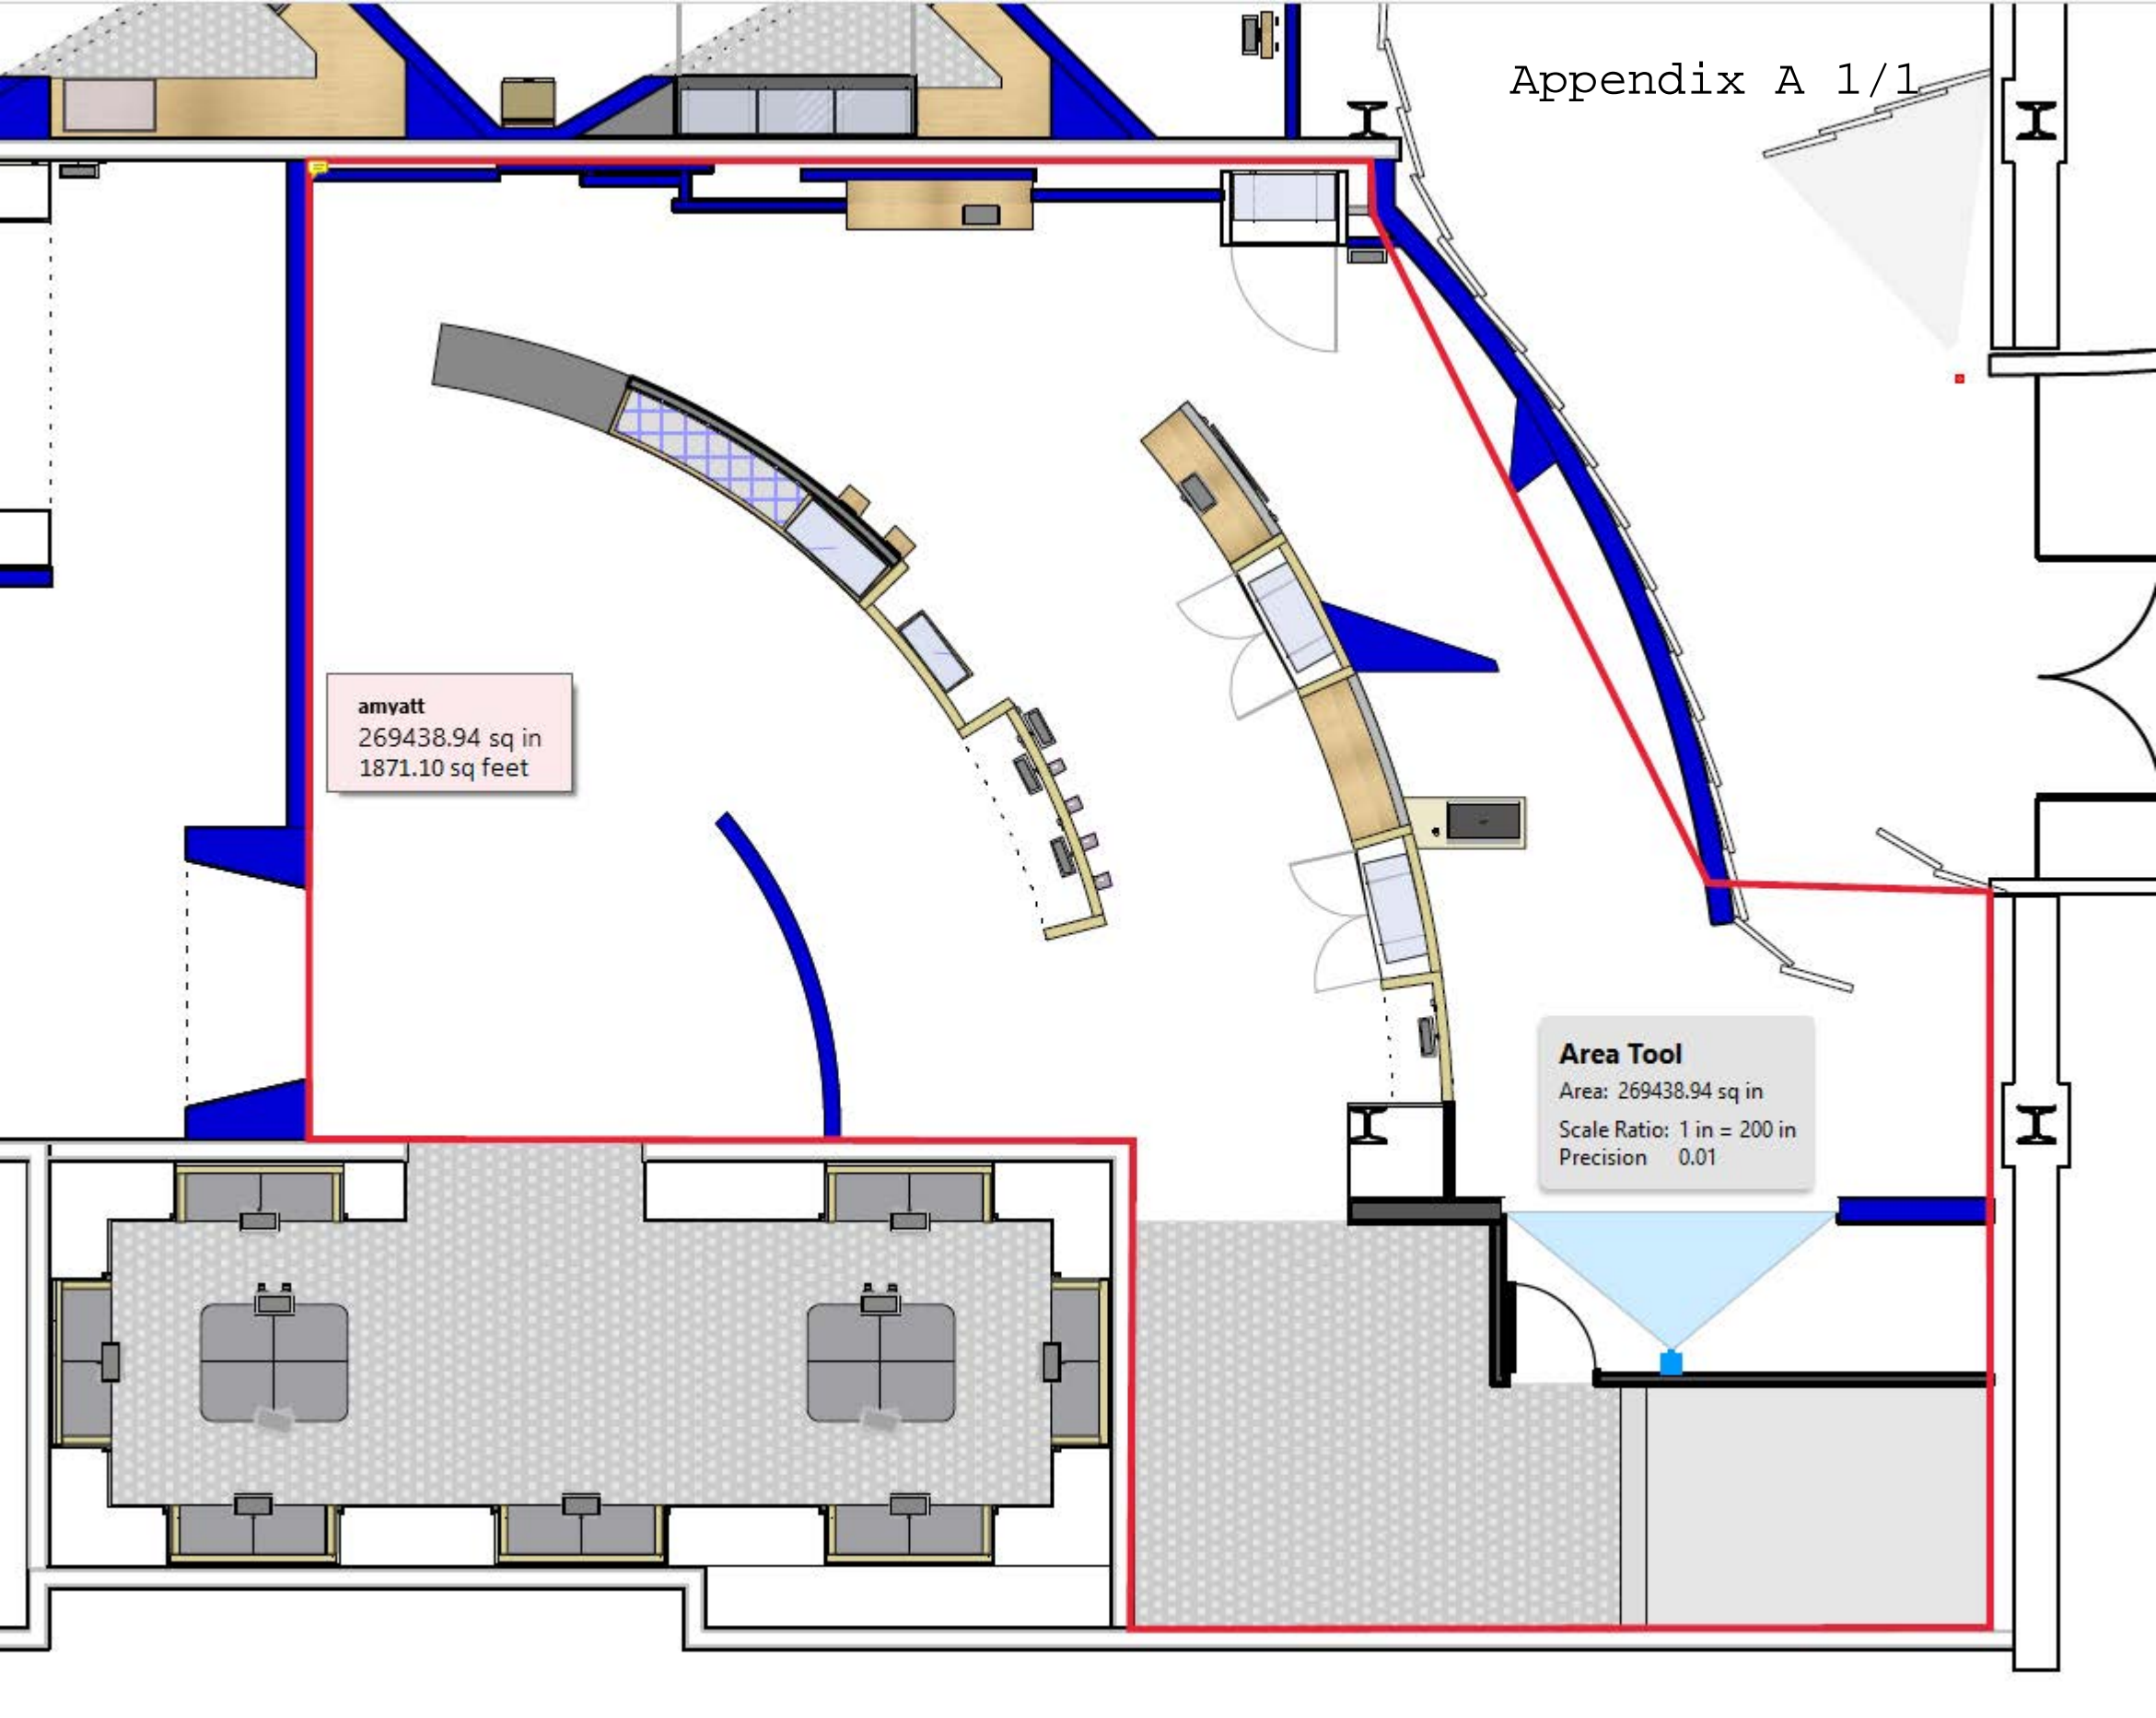 Appendix A 1/1
amyatt
269438.94 sq in
1871.10 sq feet
Area Tool
Area: 269438.94 sq in
Scale Ratio: 1 in = 200 in
Precision 0.01